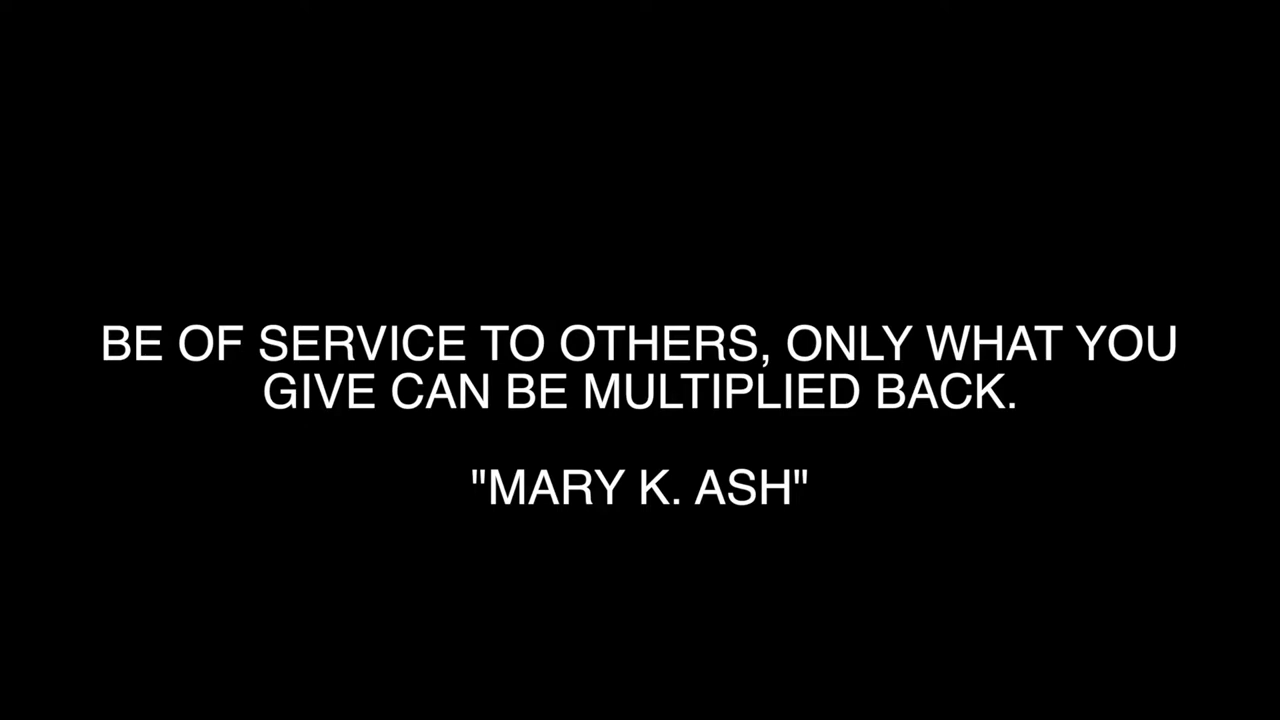 BE OF SERVICE TO OTHERS, ONLY WHAT YOU
GIVE CAN BE MULTIPLIED BACK.
"MARY K. ASH"